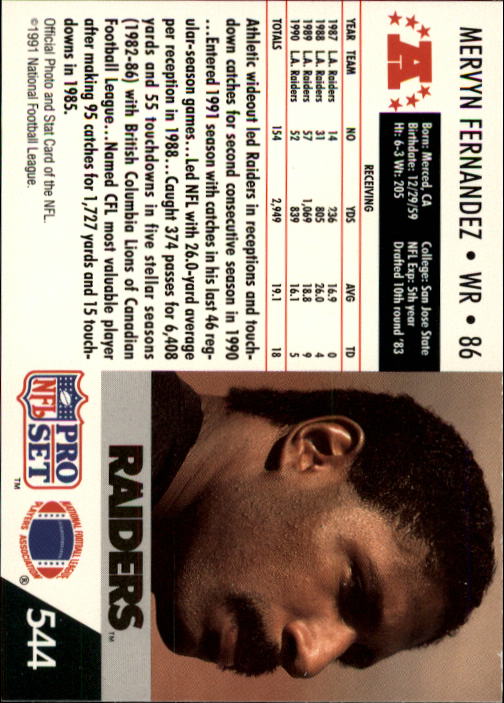 MERVYN FERNANDEZ • WR • 86
A
Born: Merced, CA College: San Jose State
Birthdate: 12/29/59 NFL Exp: 5th year
Ht: 6-3 Wt: 205 Drafted 10th round '83
RECEIVING
YEAR TEAM NO YDS AVG TD
1987 L.A. Raiders 14 236 16.9 0
1988 L.A. Raiders 31 805 26.0 4
1989 L.A. Raiders 57 1,069 18.8 9
1990 L.A. Raiders 52 839 16.1 5
TOTALS 154 2,949 19.1 18
Athletic wideout led Raiders in receptions and touch-
down catches for second consecutive season in 1990
...Entered 1991 season with catches in his last 46 reg-
ular-season games...Led NFL with 26.0-yard average
per reception in 1988...Caught 374 passes for 6,408
yards and 55 touchdowns in five stellar seasons
(1982-86) with British Columbia Lions of Canadian
Football League....Named CFL most valuable player
after making 95 catches for 1,727 yards and 15 touch-
downs in 1985.
Official Photo and Stat Card of the NFL.
©1991 National Football League.
RAIDERS™
PRO
NFL
SET™
NATIONAL FOOTBALL LEAGUE
PLAYERS ASSOCIATION®
544